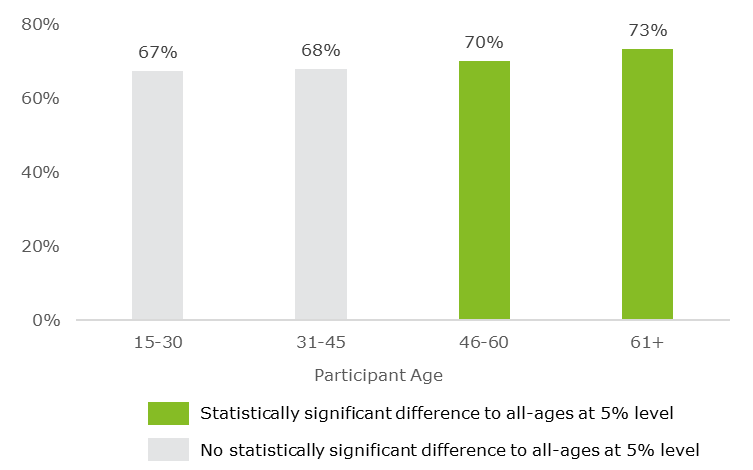 80%
73%
70%
68%
67%
60%
40%
20%
0%
15-30 31-45 46-60 61+
Participant Age
Statistically significant difference to all-ages at 5% level
No statistically significant difference to all-ages at 5% level